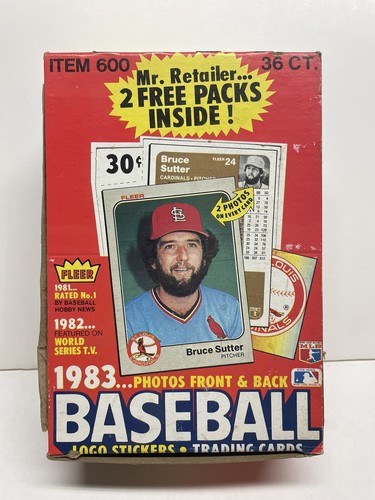 ITEM 600
36 CT.
Mr. Retailer...
2 FREE PACKS
INSIDE!
30¢
Bruce
Sutter
FLEER 24
CARDINALS - PITCHER
FLEER
2 PHOTOS
ON EVERY CARD
FLEER
1981...
RATED No.1
BY BASEBALL
HOBBY NEWS
1982...
FEATURED ON
WORLD
SERIES T.V.
Bruce Sutter
PITCHER
1983...PHOTOS FRONT & BACK
BASEBALL
LOGO STICKERS • TRADING CARDS